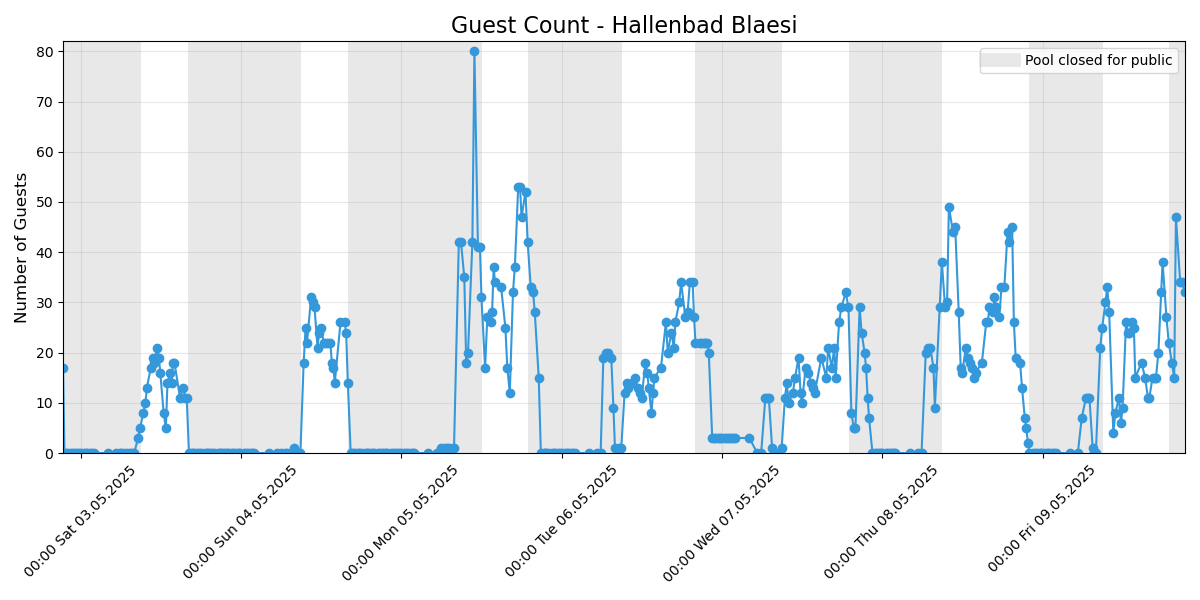 Guest Count - Hallenbad Blaesi
Pool closed for public
Number of Guests
80
70
60
50
40
30
20
10
0
00:00 Sat 03.05.2025
00:00 Sun 04.05.2025
00:00 Mon 05.05.2025
00:00 Tue 06.05.2025
00:00 Wed 07.05.2025
00:00 Thu 08.05.2025
00:00 Fri 09.05.2025